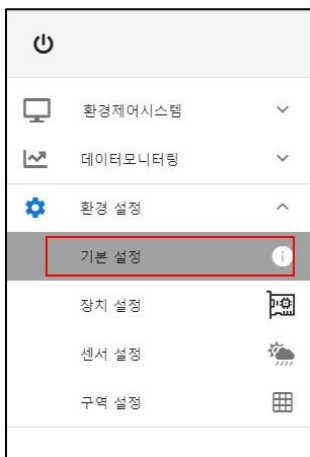 환경제어시스템
데이터모니터링
환경 설정
기본 설정
장치 설정
센서 설정
구역 설정